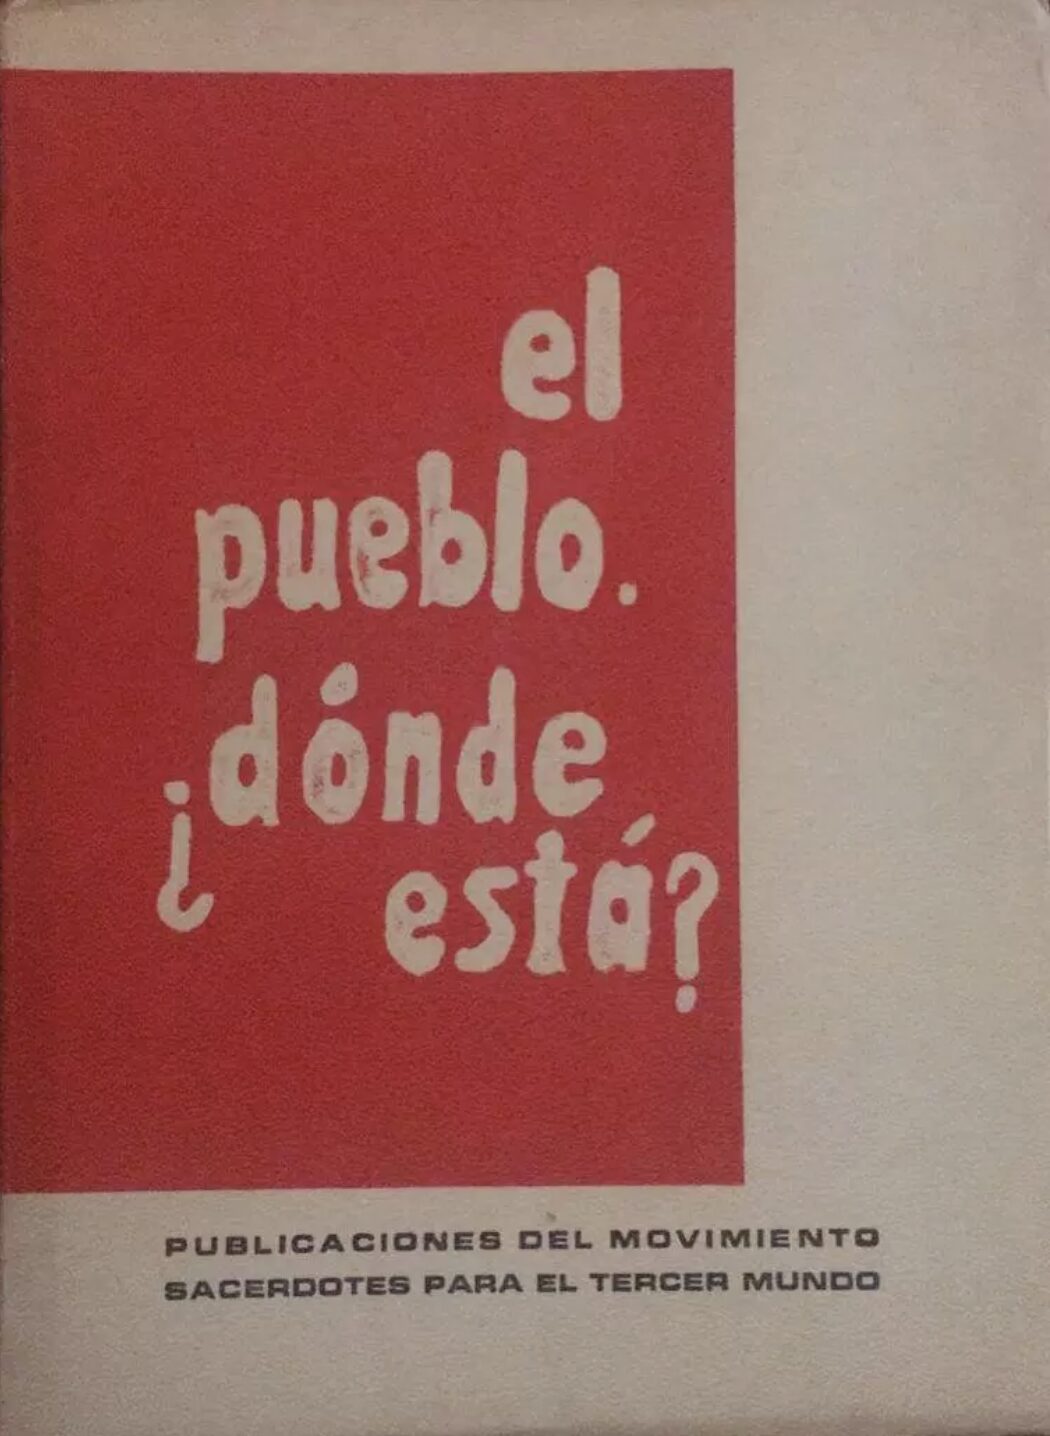 el
pueblo.
¿dónde
está?
PUBLICACIONES DEL MOVIMIENTO
SACERDOTES PARA EL TERCER MUNDO